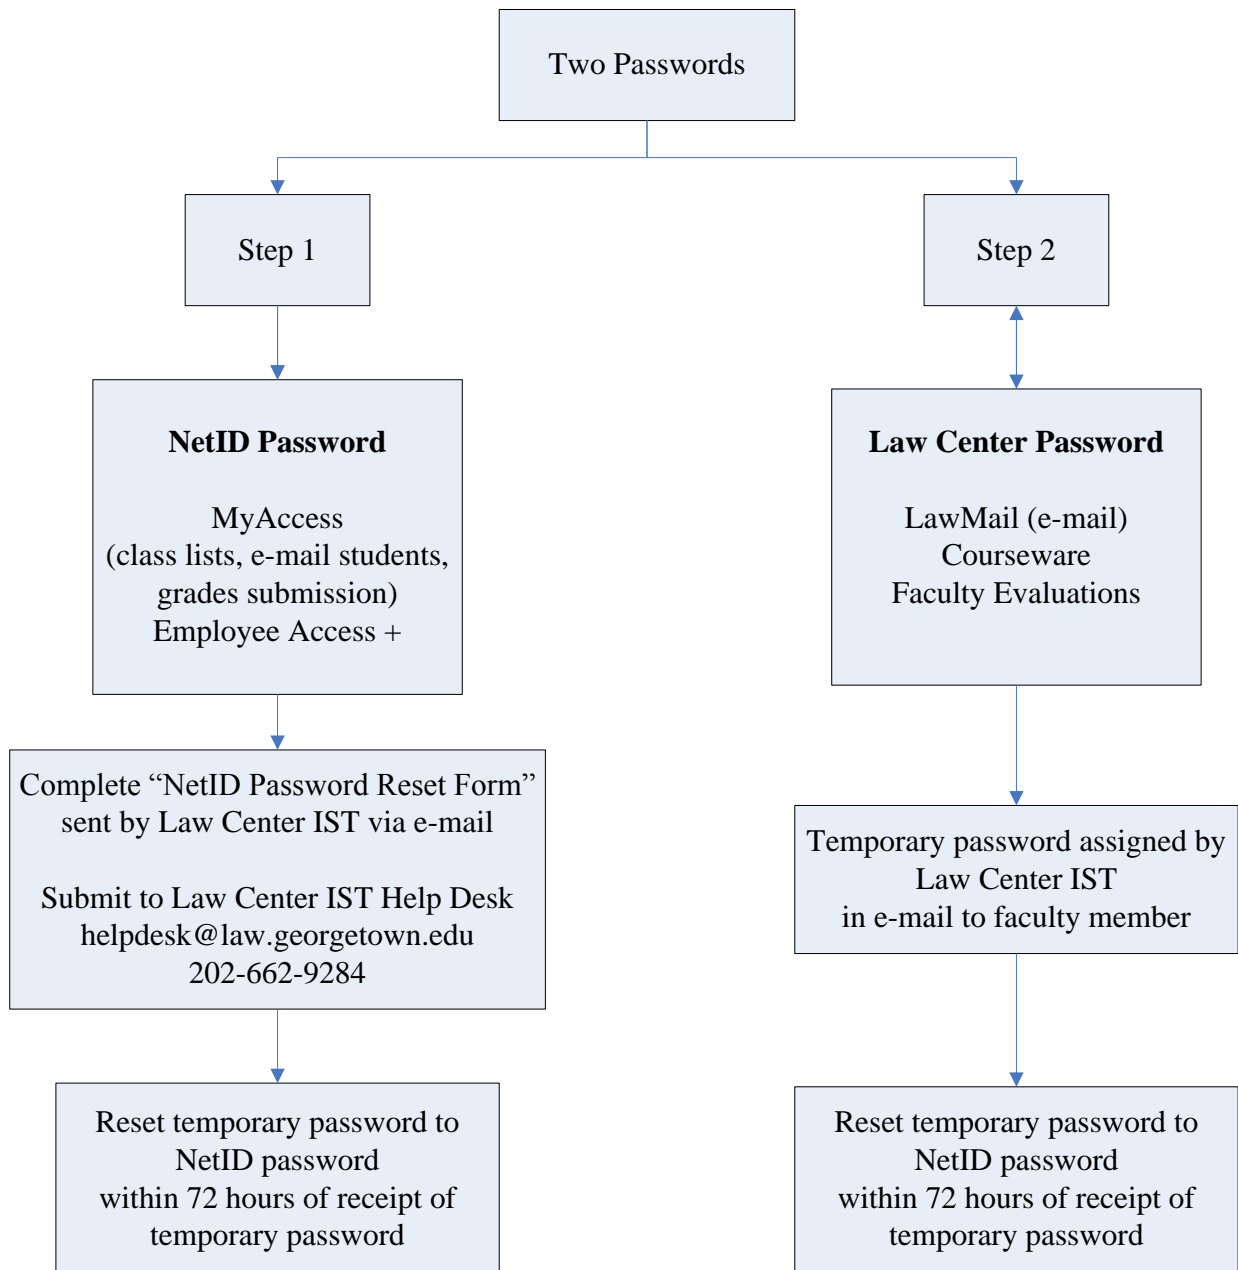 Two Passwords
Step 1
Step 2
NetID Password
MyAccess
(class lists, e-mail students,
grades submission)
Employee Access +
Law Center Password
LawMail (e-mail)
Courseware
Faculty Evaluations
Complete “NetID Password Reset Form”
sent by Law Center IST via e-mail
Submit to Law Center IST Help Desk
helpdesk@law.georgetown.edu
202-662-9284
Temporary password assigned by
Law Center IST
in e-mail to faculty member
Reset temporary password to
NetID password
within 72 hours of receipt of
temporary password
Reset temporary password to
NetID password
within 72 hours of receipt of
temporary password